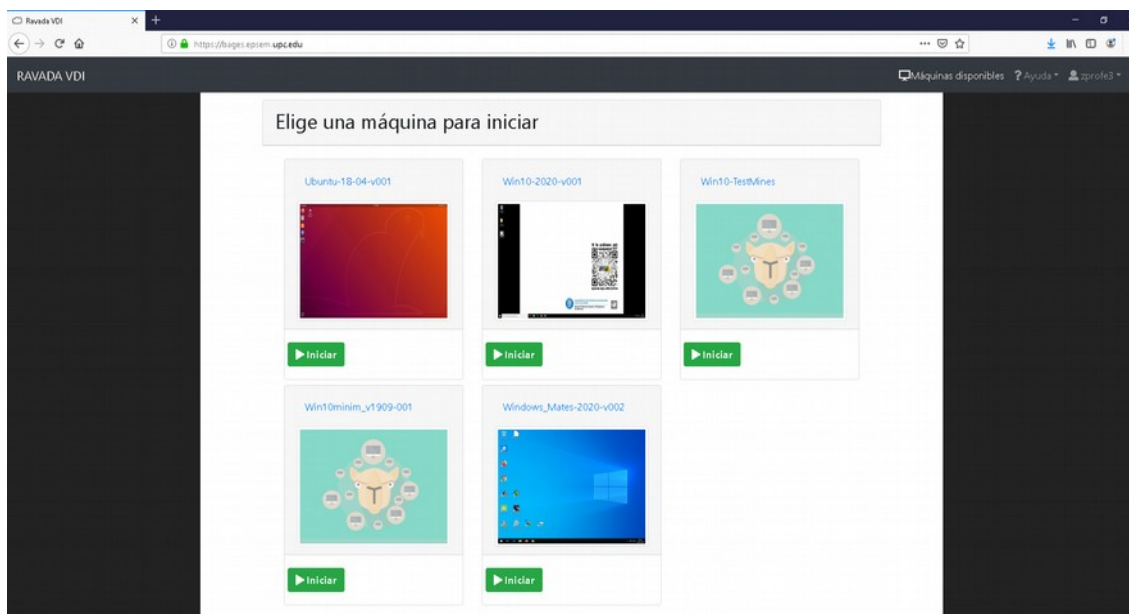 Ravada VDI
https://bages.epsem.upc.edu
RAVADA VDI
Máquinas disponibles ? Ayuda zprofe3
Elige una máquina para iniciar
Ubuntu-18-04-v001
Win10-2020-v001
Win10-TestMines
Iniciar
Iniciar
Iniciar
Win10minim_v1909-001
Windows_Mates-2020-v002
Iniciar
Iniciar